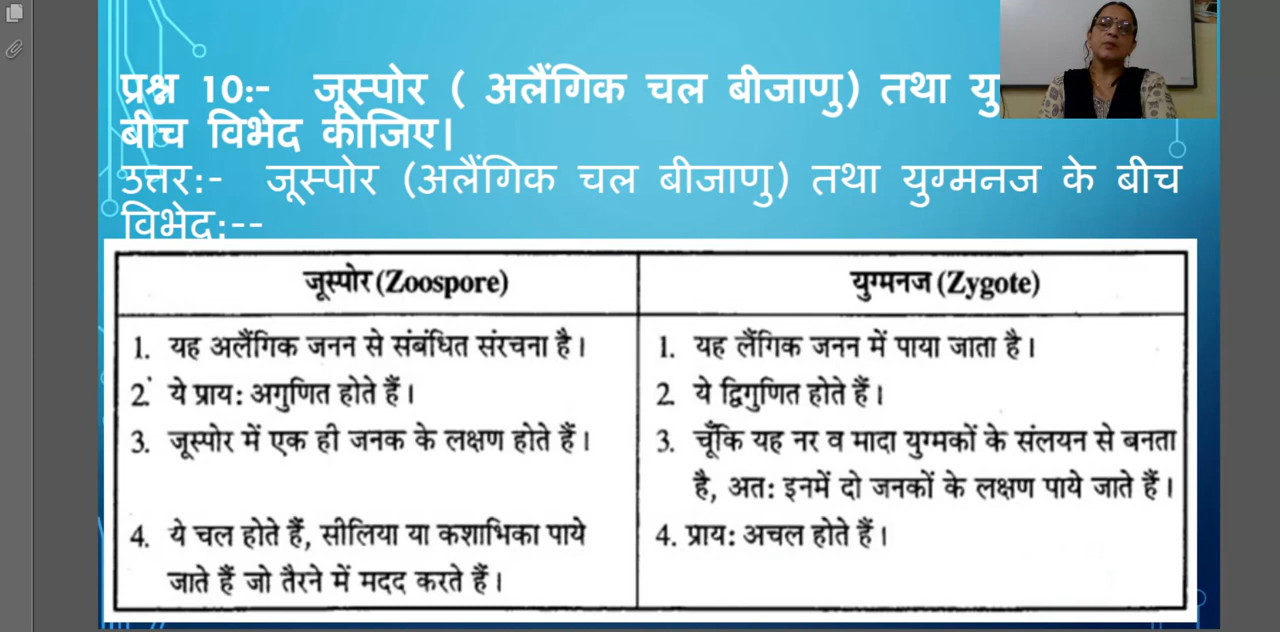 प्रश्न 10:- जूस्पोर ( अलैंगिक चल बीजाणु) तथा यु
बीच विभेद कीजिए।
उत्तर:- जूस्पोर (अलैंगिक चल बीजाणु) तथा युग्मनज के बीच
विभेद:--
जूस्पोर (Zoospore)
1. यह अलैंगिक जनन से संबंधित संरचना है।
2. ये प्राय: अगुणित होते हैं।
3. जूस्पोर में एक ही जनक के लक्षण होते हैं।
4. ये चल होते हैं, सीलिया या कशाभिका पाये
जाते हैं जो तैरने में मदद करते हैं।
युग्मनज (Zygote)
1. यह लैंगिक जनन में पाया जाता है।
2. ये द्विगुणित होते हैं।
3. चूँकि यह नर व मादा युग्मकों के संलयन से बनता
है, अत: इनमें दो जनकों के लक्षण पाये जाते हैं।
4. प्राय: अचल होते हैं।